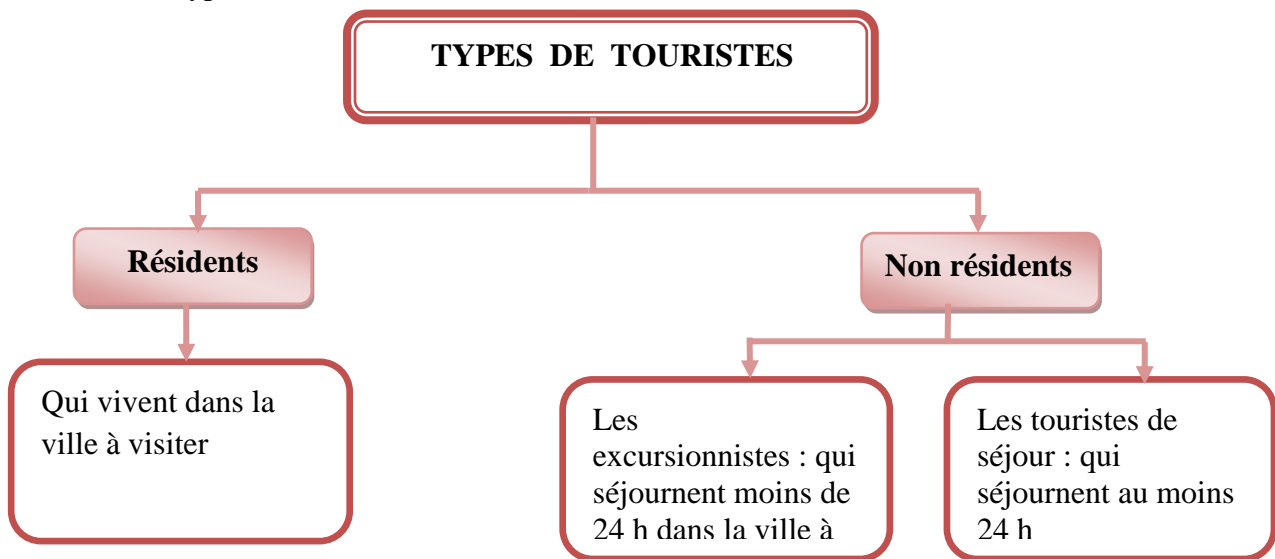 TYPES DE TOURISTES
Résidents
Non résidents
Qui vivent dans la
ville à visiter
Les
excursionnistes : qui
séjournent moins de
24 h dans la ville à
Les touristes de
séjour : qui
séjournent au moins
24 h